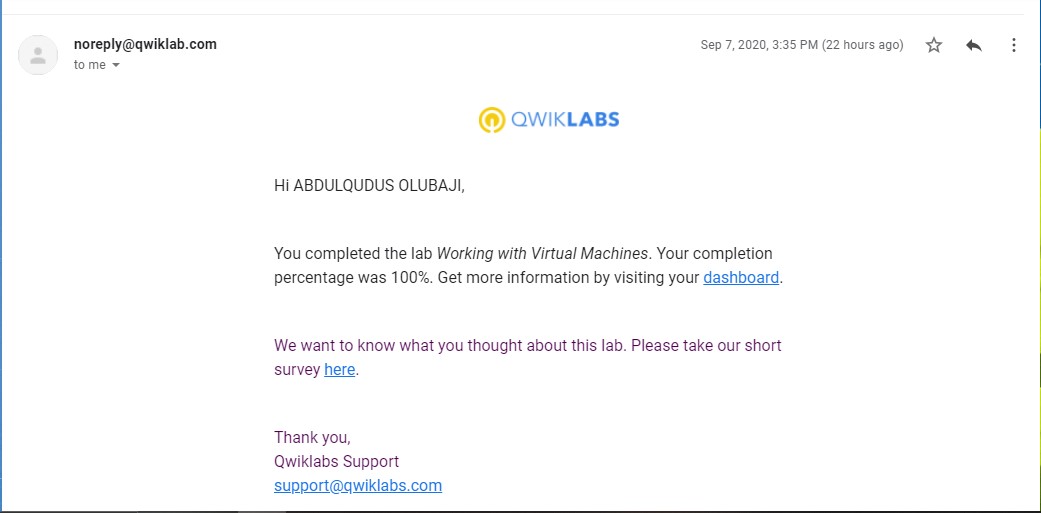 noreply@qwiklab.com
Sep 7, 2020, 3:35 PM (22 hours ago)
to me
QWIKLABS
Hi ABDULQUDUS OLUBAJI,
You completed the lab Working with Virtual Machines. Your completion
percentage was 100%. Get more information by visiting your dashboard.
We want to know what you thought about this lab. Please take our short
survey here.
Thank you,
Qwiklabs Support
support@qwiklabs.com